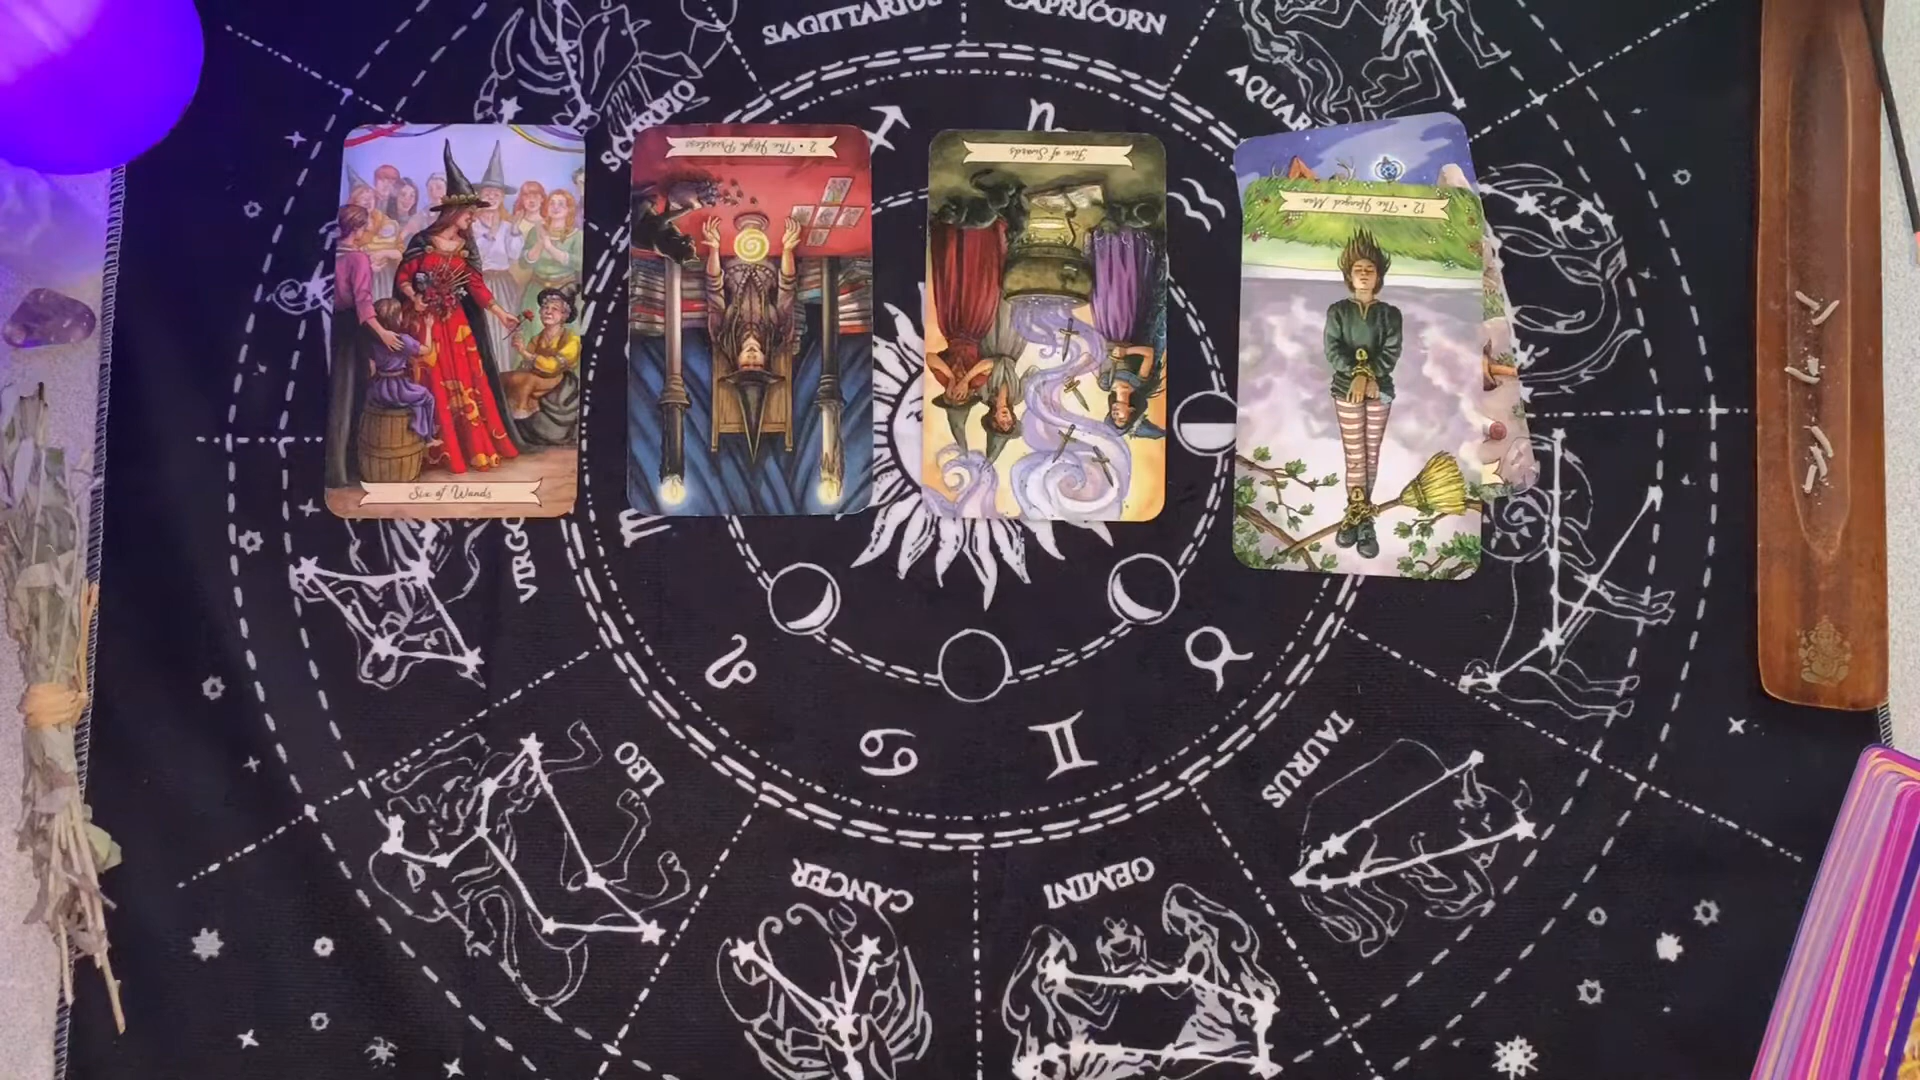 SAGITTARIUS
CAPRICORN
SCORPIO
AQUAR
2 • The High Priestess
Five of Swords
12 • The Hanged Man
Six of Wands
VIRGO
LEO
TAURUS
CANCER
GEMINI